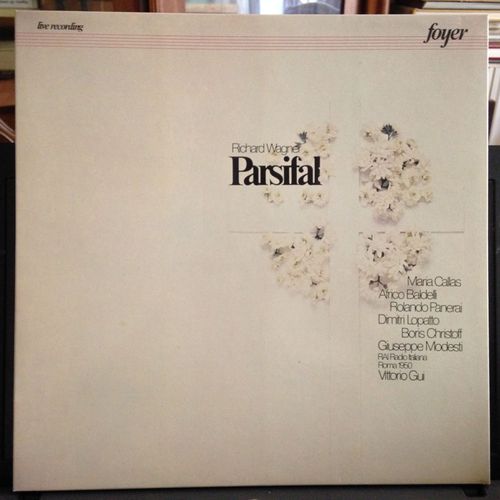 live recording
foyer
Richard Wagner
Parsifal
Maria Callas
Africo Baldelli
Rolando Panerai
Dimitri Lopatto
Boris Christoff
Giuseppe Modesti
RAI Radio Italiana
Roma 1950
Vittorio Gui